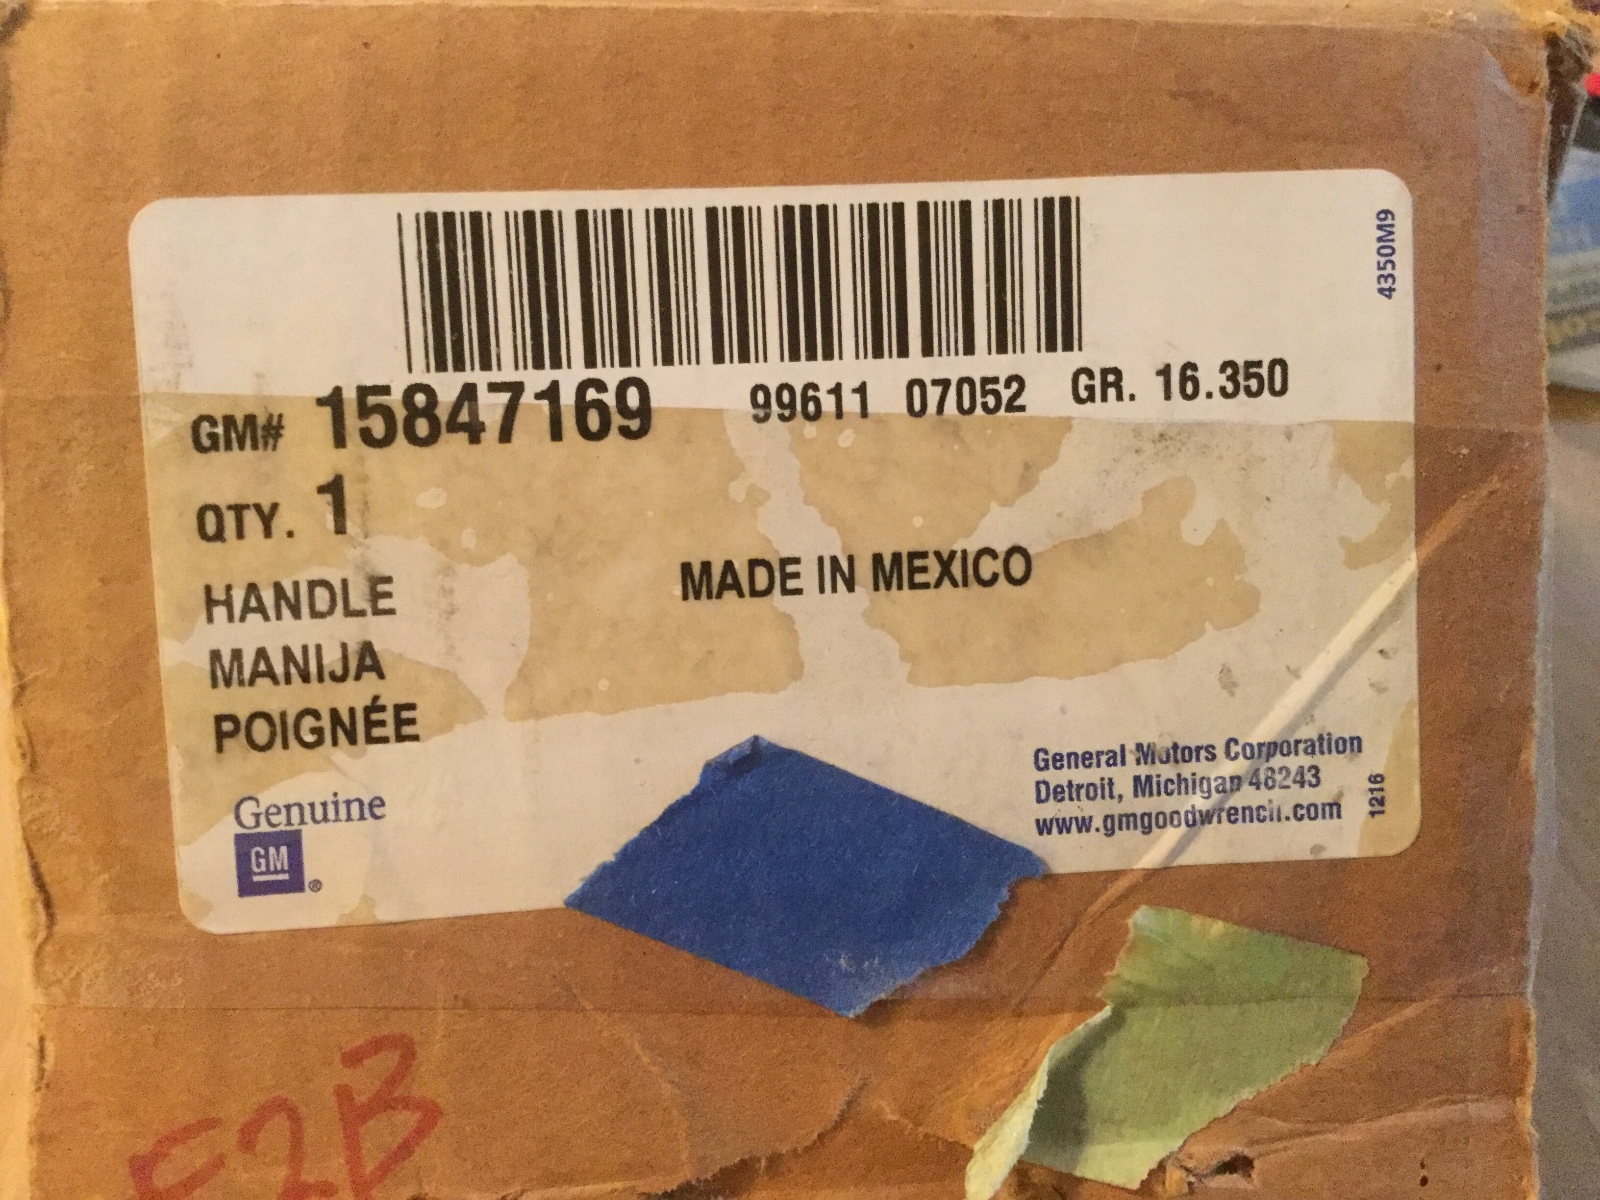 4350M9
GM# 15847169 99611 07052 GR. 16.350
QTY. 1
HANDLE
MADE IN MEXICO
MANIJA
POIGNÉE
Genuine
GM
®
General Motors Corporation
Detroit, Michigan 48243
www.gmgoodwrench.com
1216